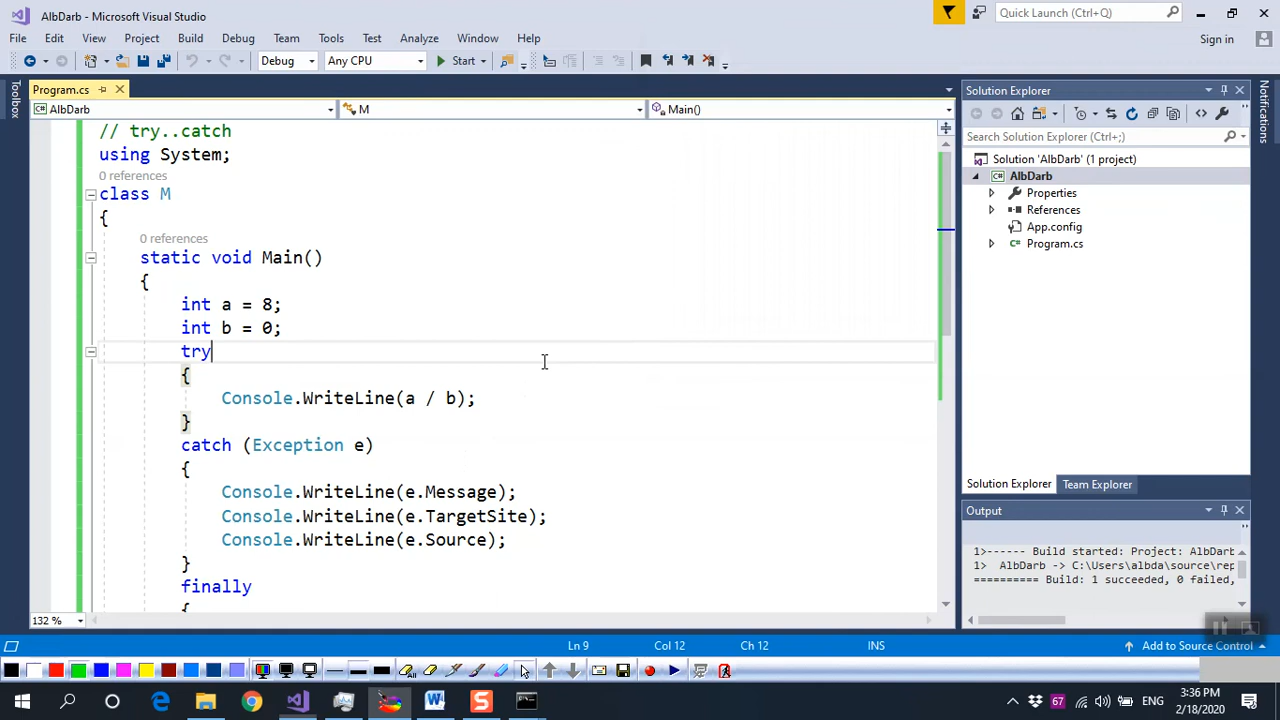 AlbDarb - Microsoft Visual Studio
Quick Launch (Ctrl+Q)
File Edit View Project Build Debug Team Tools Test Analyze Window Help
Sign in
Debug Any CPU Start
Program.cs
AlbDarb M Main()
Toolbox
// try..catch
using System;
0 references
class M
{
0 references
static void Main()
{
int a = 8;
int b = 0;
try
{
Console.WriteLine(a / b);
}
catch (Exception e)
{
Console.WriteLine(e.Message);
Console.WriteLine(e.TargetSite);
Console.WriteLine(e.Source);
}
finally
{
132 %
Solution Explorer
Search Solution Explorer (Ctrl+;)
Solution 'AlbDarb' (1 project)
AlbDarb
Properties
References
App.config
Program.cs
Solution Explorer Team Explorer
Notifications
Output
1>------ Build started: Project: AlbDarb
1> AlbDarb -> C:\Users\albda\source\rep
========== Build: 1 succeeded, 0 failed,
Ln 9 Col 12 Ch 12 INS
Add to Source Control
67 ENG
3:36 PM
2/18/2020